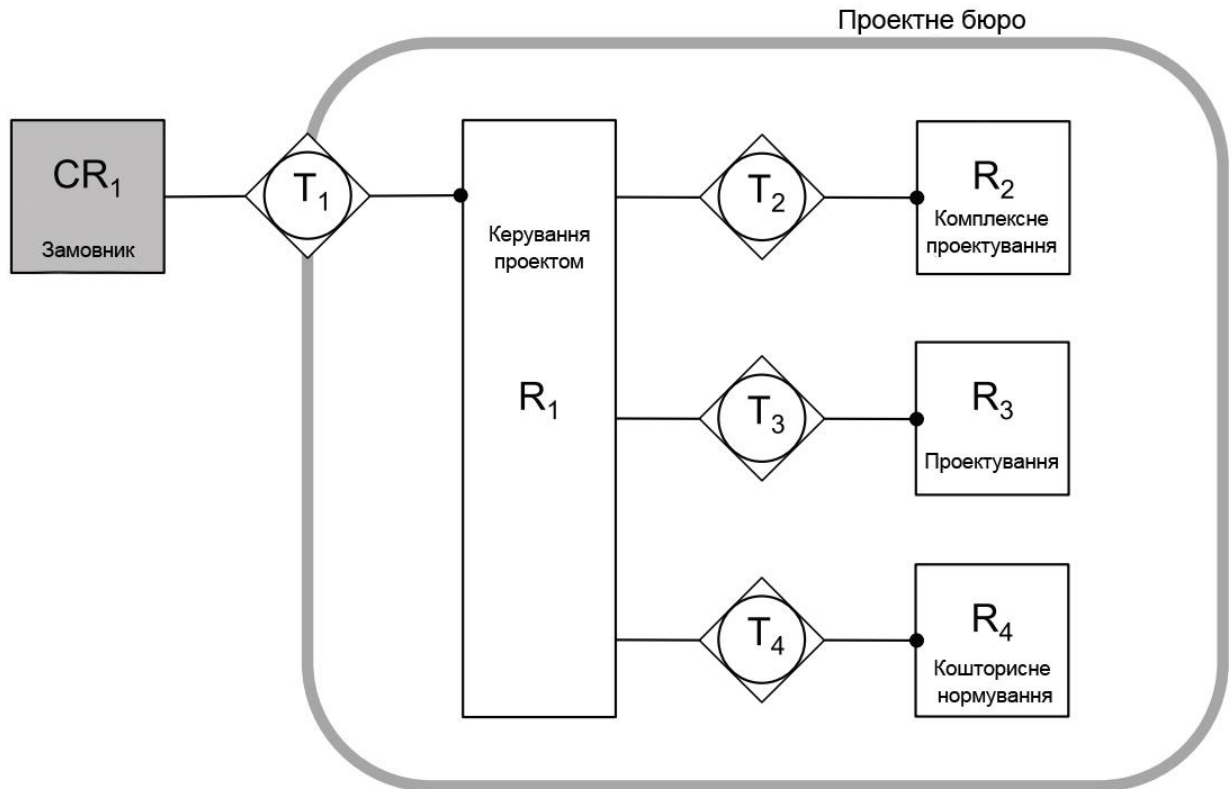 Проектне бюро
CR₁
Замовник
T₁
Керування
проектом
R₁
T₂
R₂
Комплексне
проектування
T₃
R₃
Проектування
T₄
R₄
Кошторисне
нормування